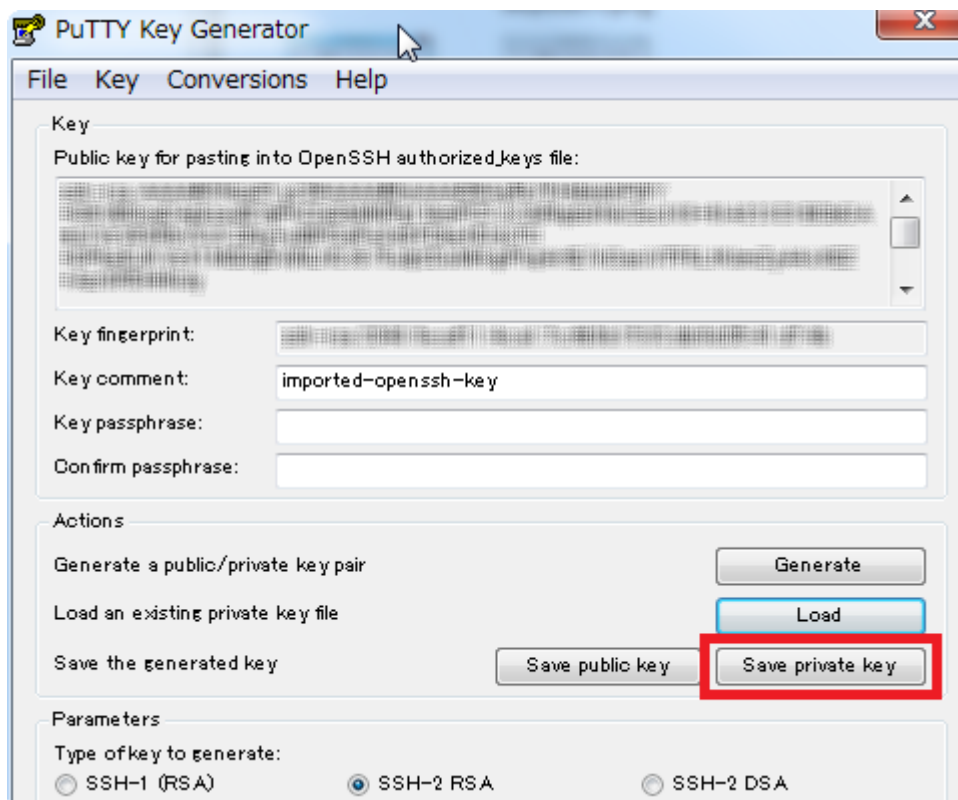 PuTTY Key Generator
File Key Conversions Help
Key
Public key for pasting into OpenSSH authorized_keys file:
Key fingerprint:
Key comment: imported-openssh-key
Key passphrase:
Confirm passphrase:
Actions
Generate a public/private key pair Generate
Load an existing private key file Load
Save the generated key Save public key Save private key
Parameters
Type of key to generate:
SSH-1 (RSA) SSH-2 RSA SSH-2 DSA